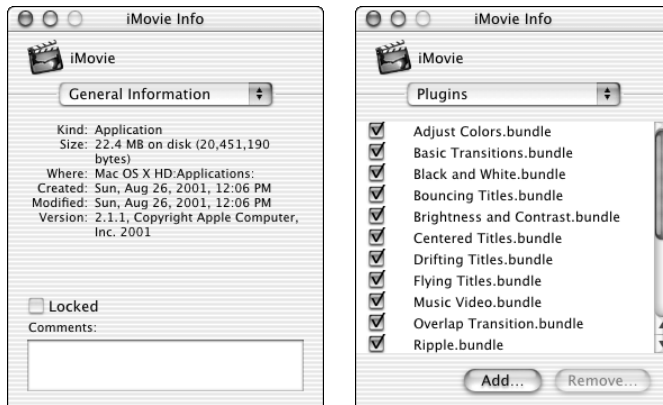 iMovie Info
iMovie
General Information
Kind: Application
Size: 22.4 MB on disk (20,451,190
bytes)
Where: Mac OS X HD:Applications:
Created: Sun, Aug 26, 2001, 12:06 PM
Modified: Sun, Aug 26, 2001, 12:06 PM
Version: 2.1.1, Copyright Apple Computer,
Inc. 2001
Locked
Comments:
iMovie Info
iMovie
Plugins
Adjust Colors.bundle
Basic Transitions.bundle
Black and White.bundle
Bouncing Titles.bundle
Brightness and Contrast.bundle
Centered Titles.bundle
Drifting Titles.bundle
Flying Titles.bundle
Music Video.bundle
Overlap Transition.bundle
Ripple.bundle
Add... Remove...